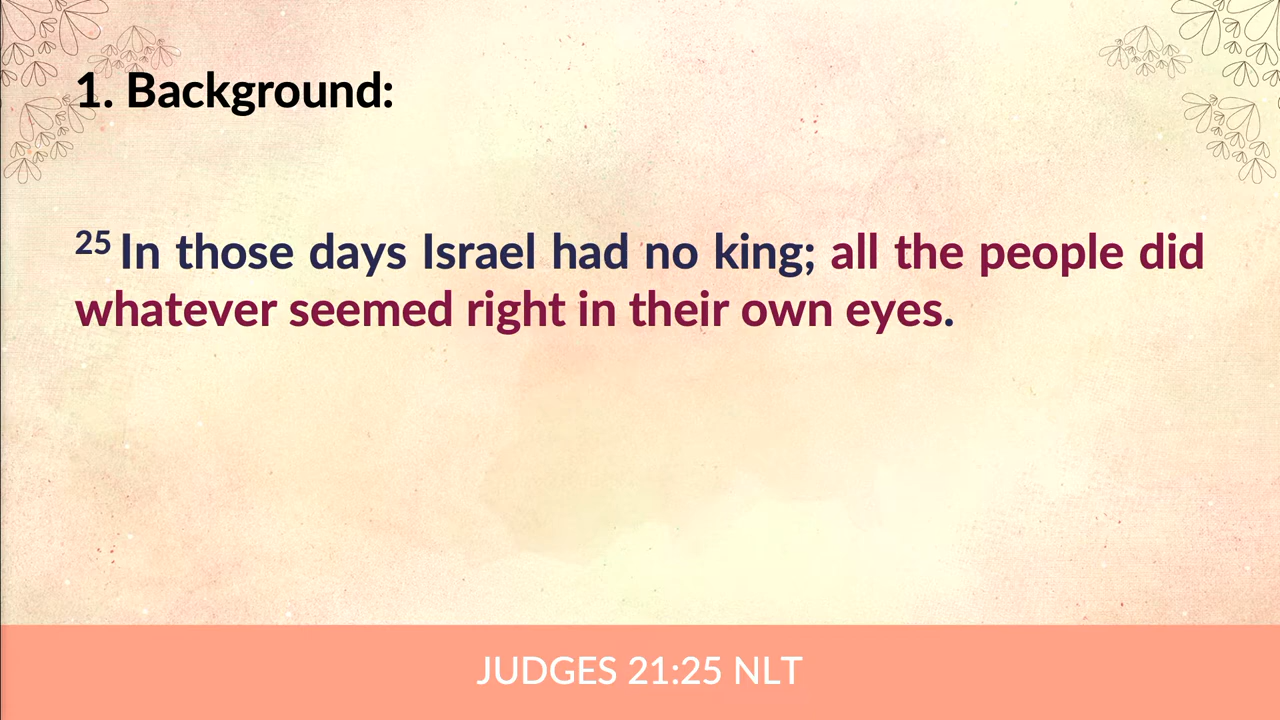 1. Background:
25 In those days Israel had no king; all the people did
whatever seemed right in their own eyes.
JUDGES 21:25 NLT